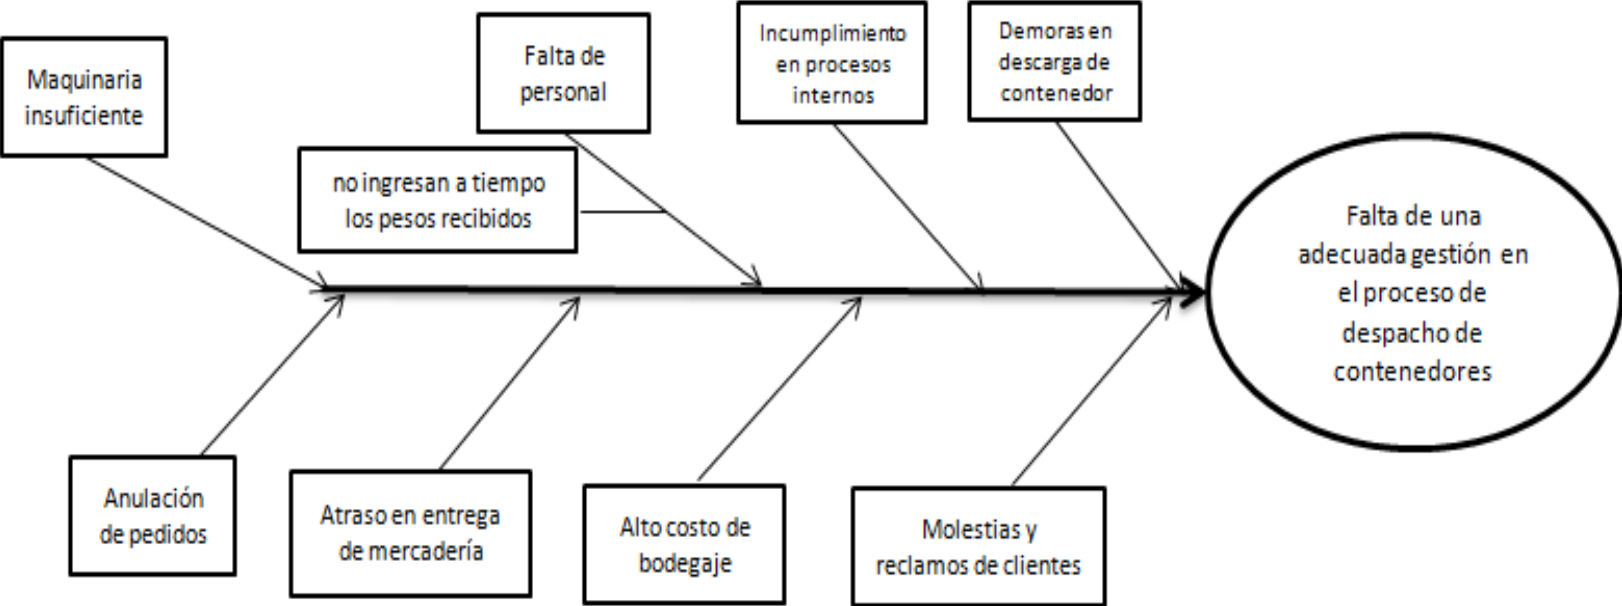 Maquinaria
insuficiente
Falta de
personal
Incumplimiento
en procesos
internos
Demoras en
descarga de
contenedor
no ingresan a tiempo
los pesos recibidos
Falta de una
adecuada gestión en
el proceso de
despacho de
contenedores
Anulación
de pedidos
Atraso en entrega
de mercadería
Alto costo de
bodegaje
Molestias y
reclamos de clientes